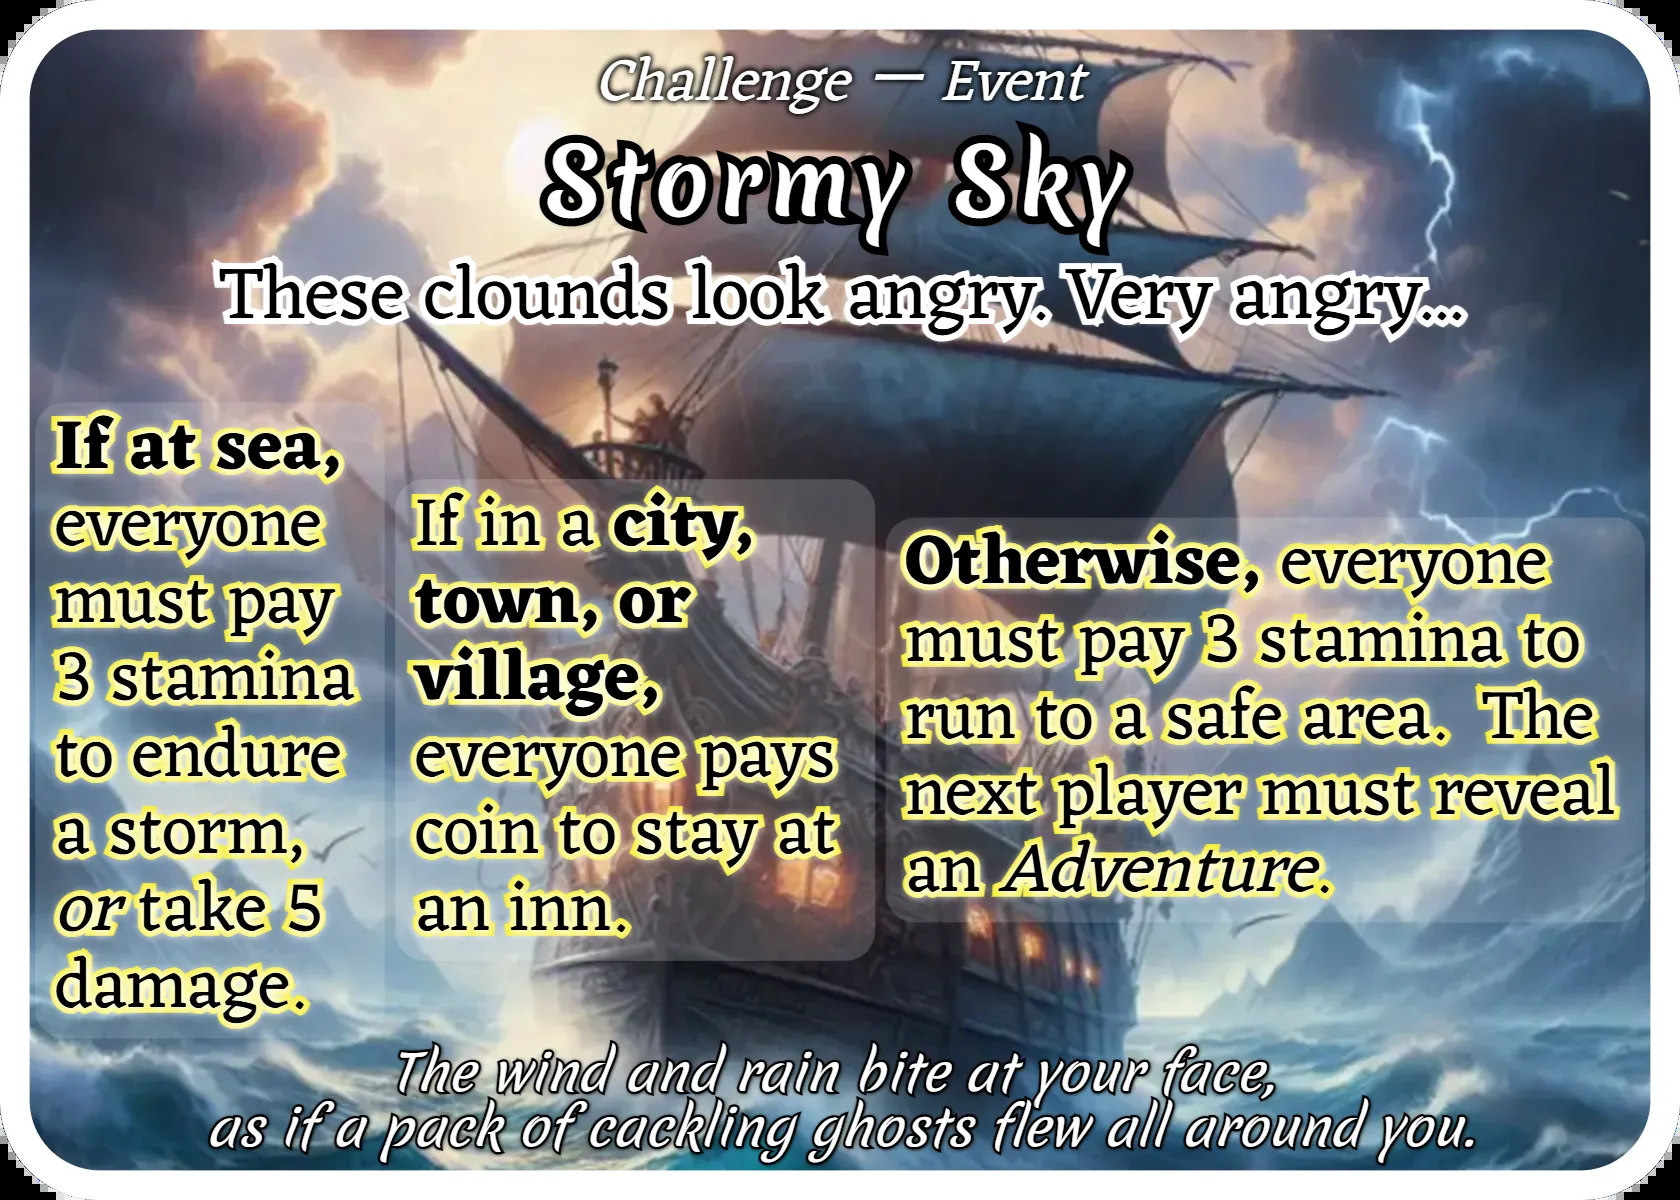 Challenge — Event
Stormy Sky
These clounds look angry. Very angry...
If at sea,
everyone
must pay
3 stamina
to endure
a storm,
or take 5
damage.
If in a city,
town, or
village,
everyone pays
coin to stay at
an inn.
Otherwise, everyone
must pay 3 stamina to
run to a safe area. The
next player must reveal
an Adventure.
The wind and rain bite at your face,
as if a pack of cackling ghosts flew all around you.